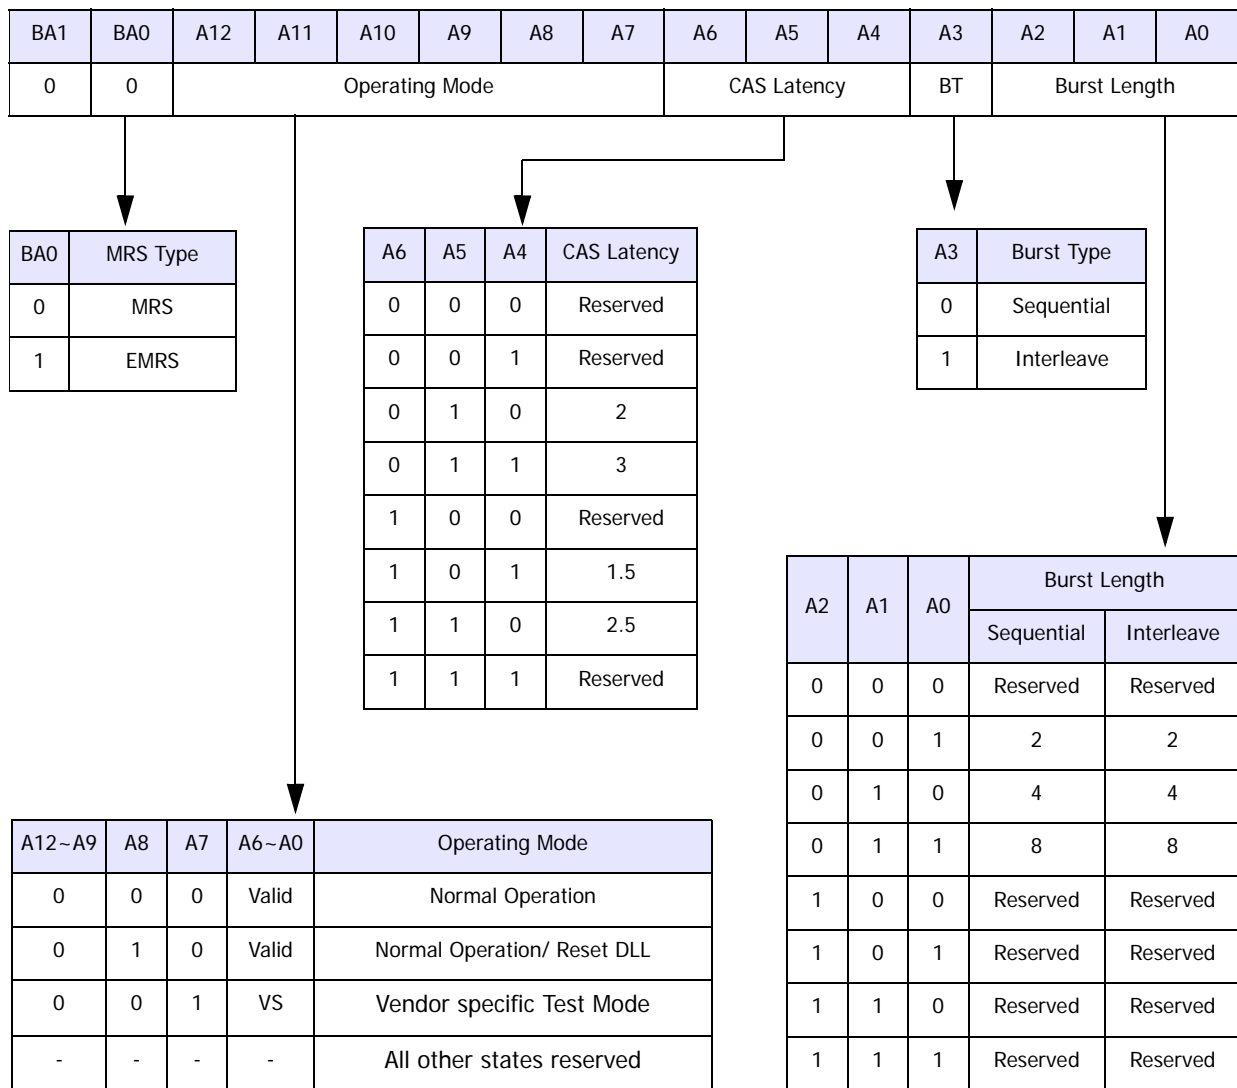 BA1 BA0 A12 A11 A10 A9 A8 A7 A6 A5 A4 A3 A2 A1 A0
0 0 Operating Mode CAS Latency BT Burst Length
BA0 MRS Type
0 MRS
1 EMRS
A6 A5 A4 CAS Latency
0 0 0 Reserved
0 0 1 Reserved
0 1 0 2
0 1 1 3
1 0 0 Reserved
1 0 1 1.5
1 1 0 2.5
1 1 1 Reserved
A3 Burst Type
0 Sequential
1 Interleave
A2 A1 A0 Burst Length
Sequential Interleave
0 0 0 Reserved Reserved
0 0 1 2 2
0 1 0 4 4
0 1 1 8 8
1 0 0 Reserved Reserved
1 0 1 Reserved Reserved
1 1 0 Reserved Reserved
1 1 1 Reserved Reserved
A12~A9 A8 A7 A6~A0 Operating Mode
0 0 0 Valid Normal Operation
0 1 0 Valid Normal Operation/ Reset DLL
0 0 1 VS Vendor specific Test Mode
- - - - All other states reserved